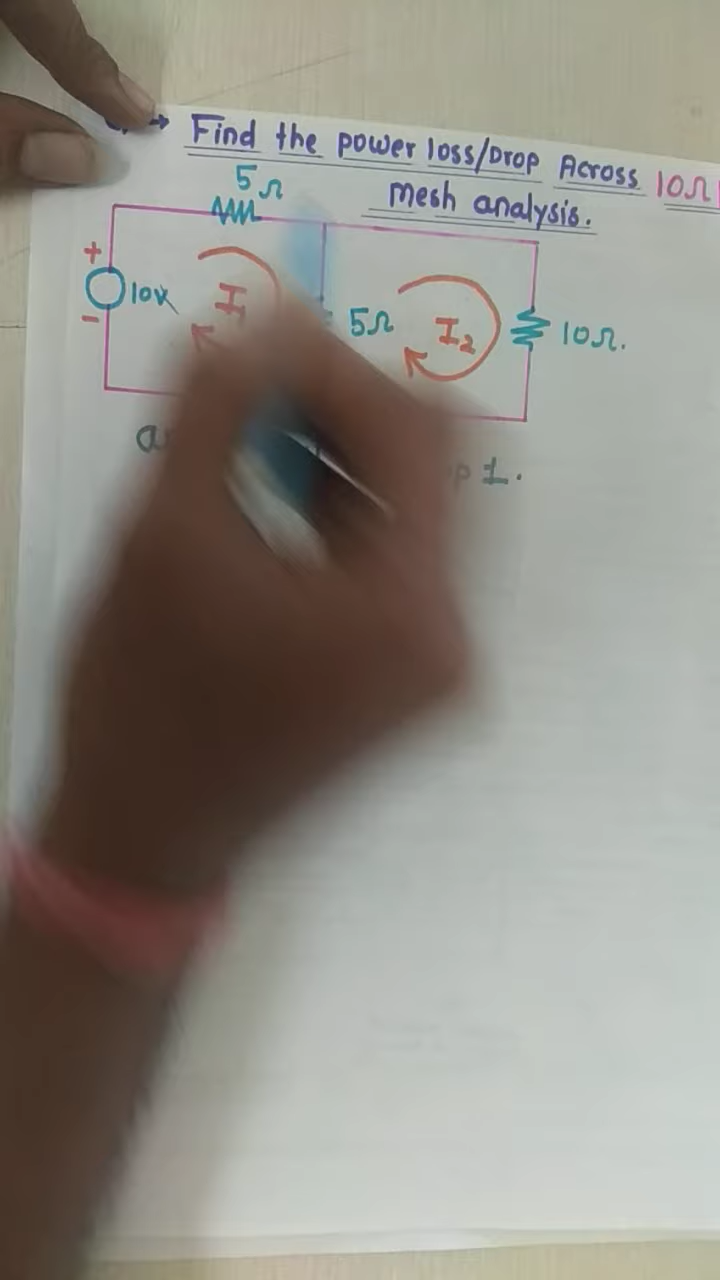 → Find the power loss/Drop Across 10Ω
mesh analysis.
5Ω
+
10V
-
I1
5Ω
I2
10Ω.
1.